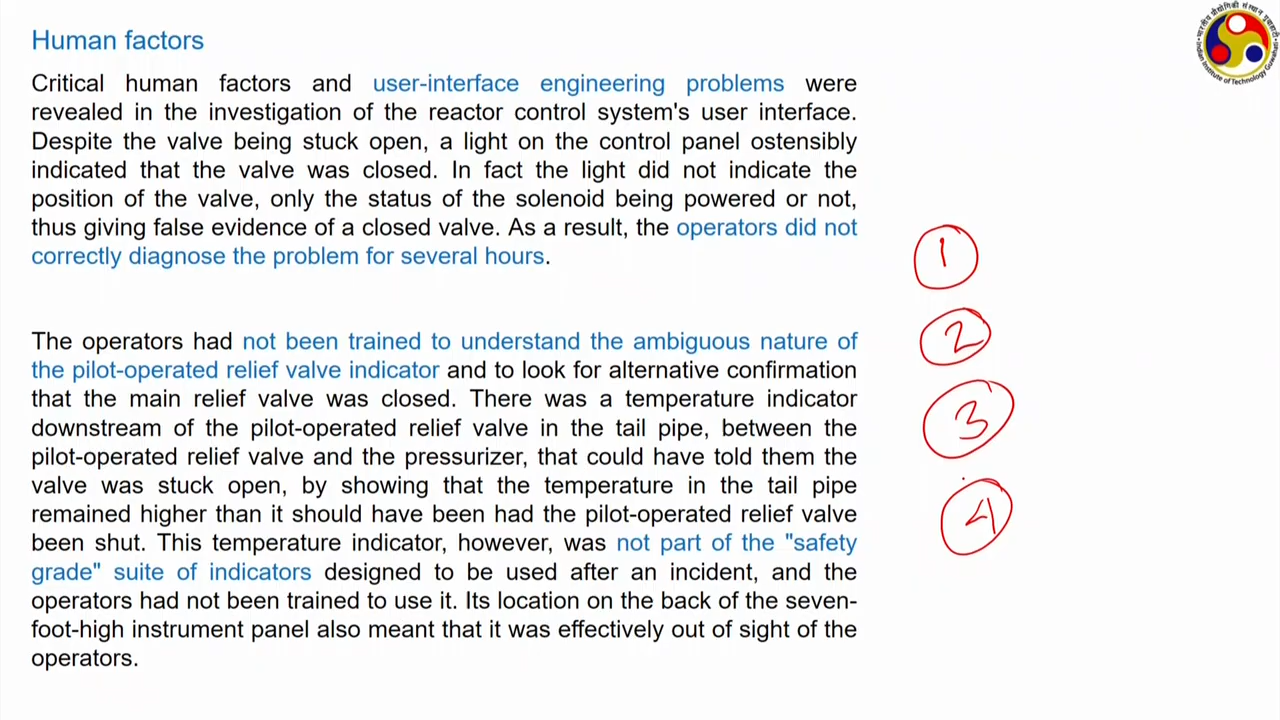 Human factors
Critical human factors and user-interface engineering problems were
revealed in the investigation of the reactor control system's user interface.
Despite the valve being stuck open, a light on the control panel ostensibly
indicated that the valve was closed. In fact the light did not indicate the
position of the valve, only the status of the solenoid being powered or not,
thus giving false evidence of a closed valve. As a result, the operators did not
correctly diagnose the problem for several hours.
The operators had not been trained to understand the ambiguous nature of
the pilot-operated relief valve indicator and to look for alternative confirmation
that the main relief valve was closed. There was a temperature indicator
downstream of the pilot-operated relief valve in the tail pipe, between the
pilot-operated relief valve and the pressurizer, that could have told them the
valve was stuck open, by showing that the temperature in the tail pipe
remained higher than it should have been had the pilot-operated relief valve
been shut. This temperature indicator, however, was not part of the "safety
grade" suite of indicators designed to be used after an incident, and the
operators had not been trained to use it. Its location on the back of the seven-
foot-high instrument panel also meant that it was effectively out of sight of the
operators.
1
2
3
4
Indian Institute of Technology Guwahati